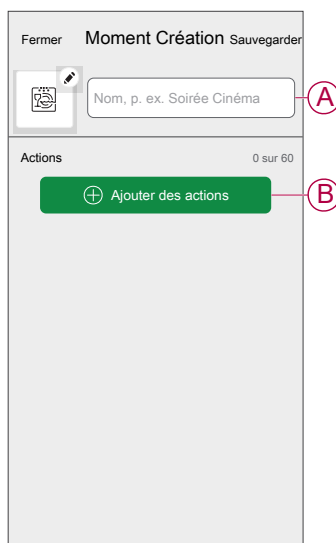 Fermer Moment Création Sauvegarder
Nom, p. ex. Soirée Cinéma A
Actions 0 sur 60
Ajouter des actions B